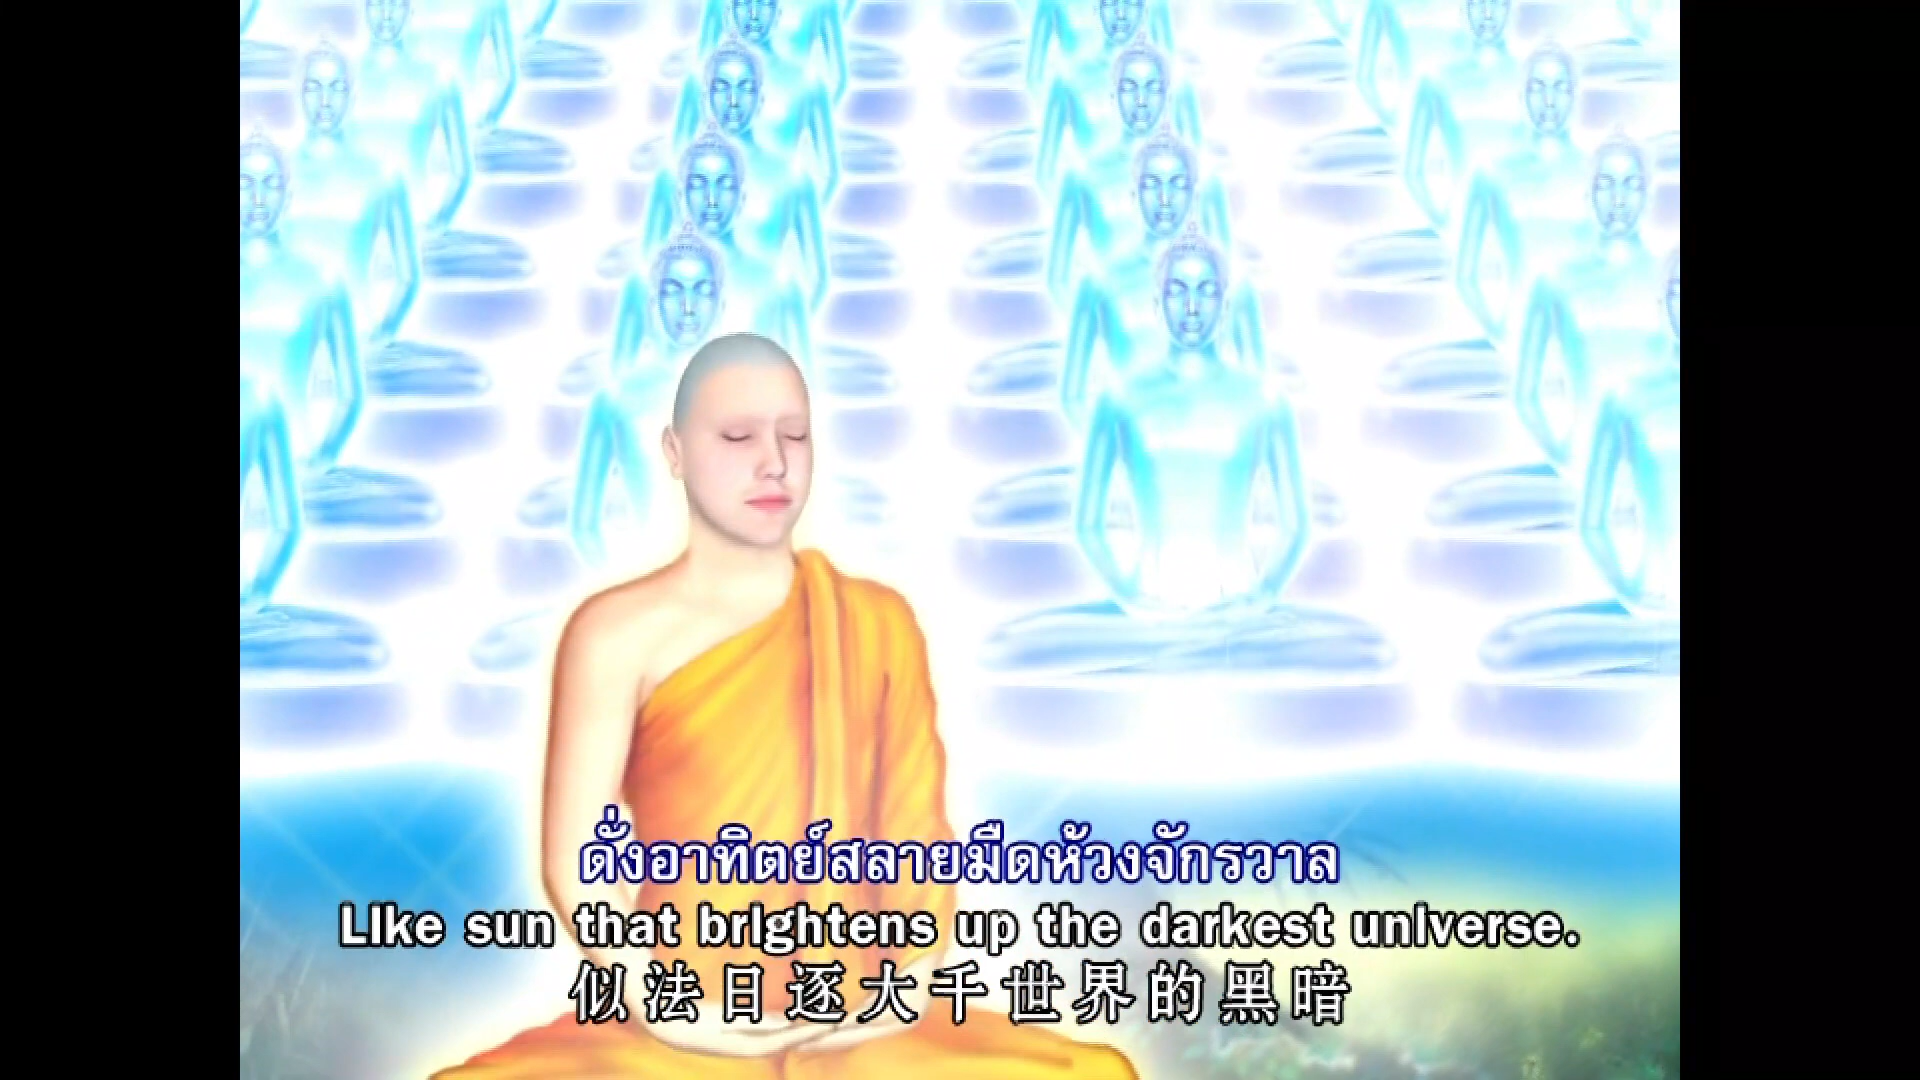 ดั่งอาทิตย์สลายมืดห้วงจักรวาล
Like sun that brightens up the darkest universe.
似法日逐大千世界的黑暗